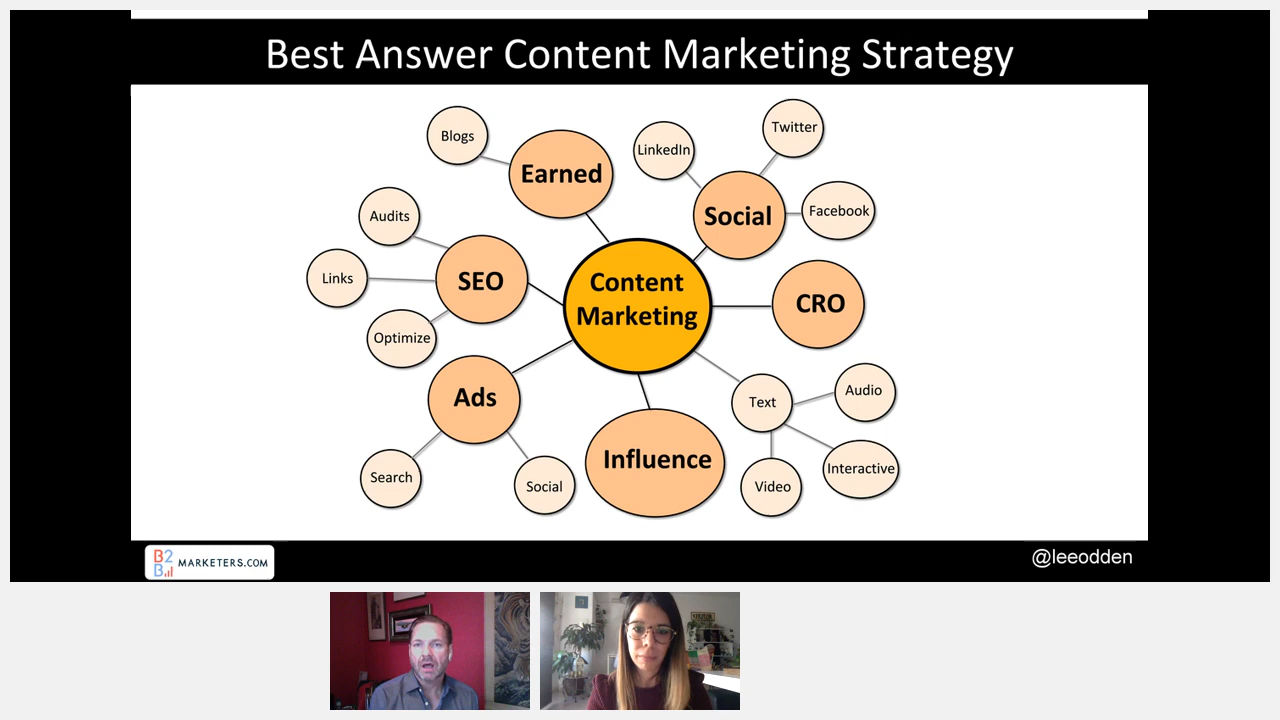 Best Answer Content Marketing Strategy
Blogs
Earned
LinkedIn
Twitter
Social
Facebook
Audits
SEO
Links
Optimize
Content
Marketing
CRO
Ads
Search
Social
Influence
Text
Audio
Interactive
Video
B2
B
MARKETERS.COM
@leeodden